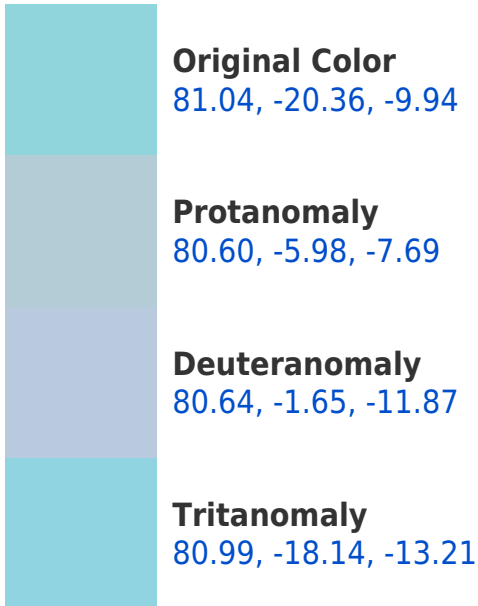 Original Color
81.04, -20.36, -9.94
Protanomaly
80.60, -5.98, -7.69
Deuteranomaly
80.64, -1.65, -11.87
Tritanomaly
80.99, -18.14, -13.21